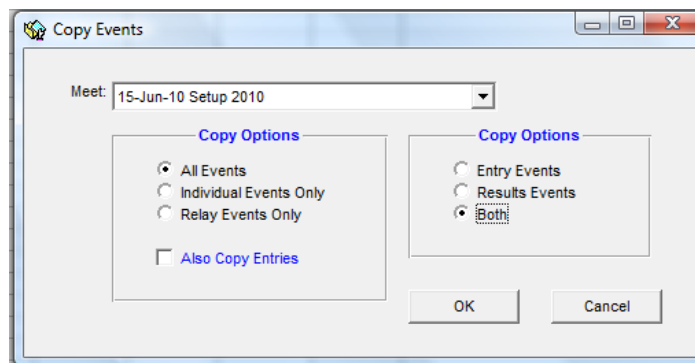 Copy Events
Meet: 15-Jun-10 Setup 2010
Copy Options
All Events
Individual Events Only
Relay Events Only
Also Copy Entries
Copy Options
Entry Events
Results Events
Both
OK Cancel